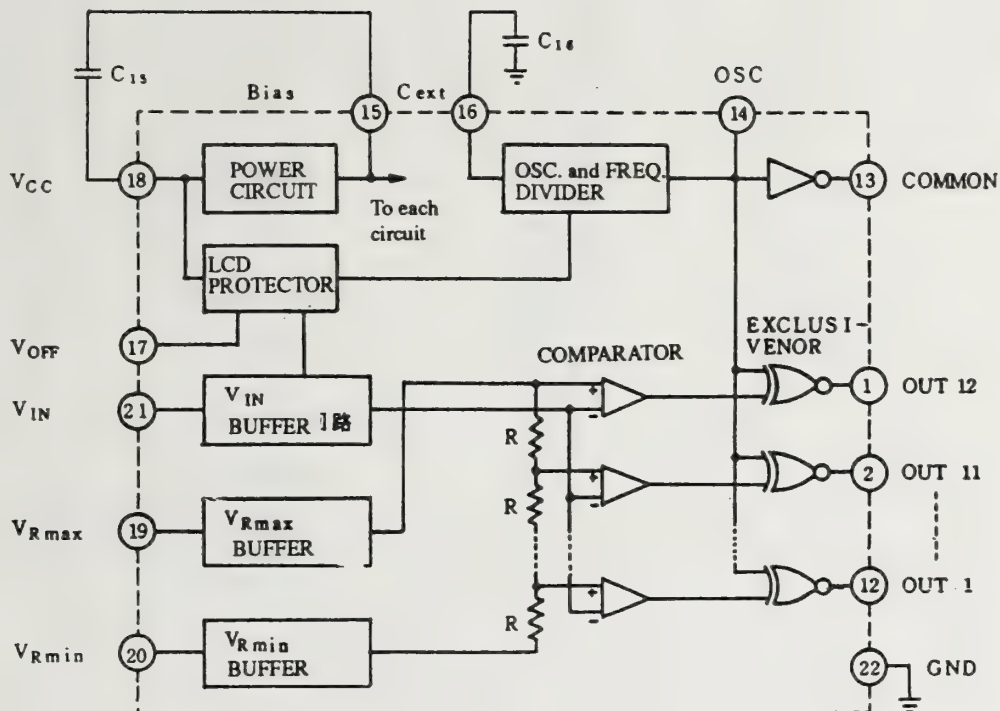 C15
C16
OSC
Bias
C ext
15
16
14
VCC
18
POWER
CIRCUIT
OSC. and FREQ-
DIVIDER
13
COMMON
To each
circuit
LCD
PROTECTOR
VOFF
17
EXCLUSI-
VENOR
COMPARATOR
VIN
21
VIN
BUFFER 路
+
-
1
OUT 12
R
+
-
2
OUT 11
R
VRmax
19
VRmax
BUFFER
+
-
12
OUT 1
R
VRmin
20
VRmin
BUFFER
22
GND